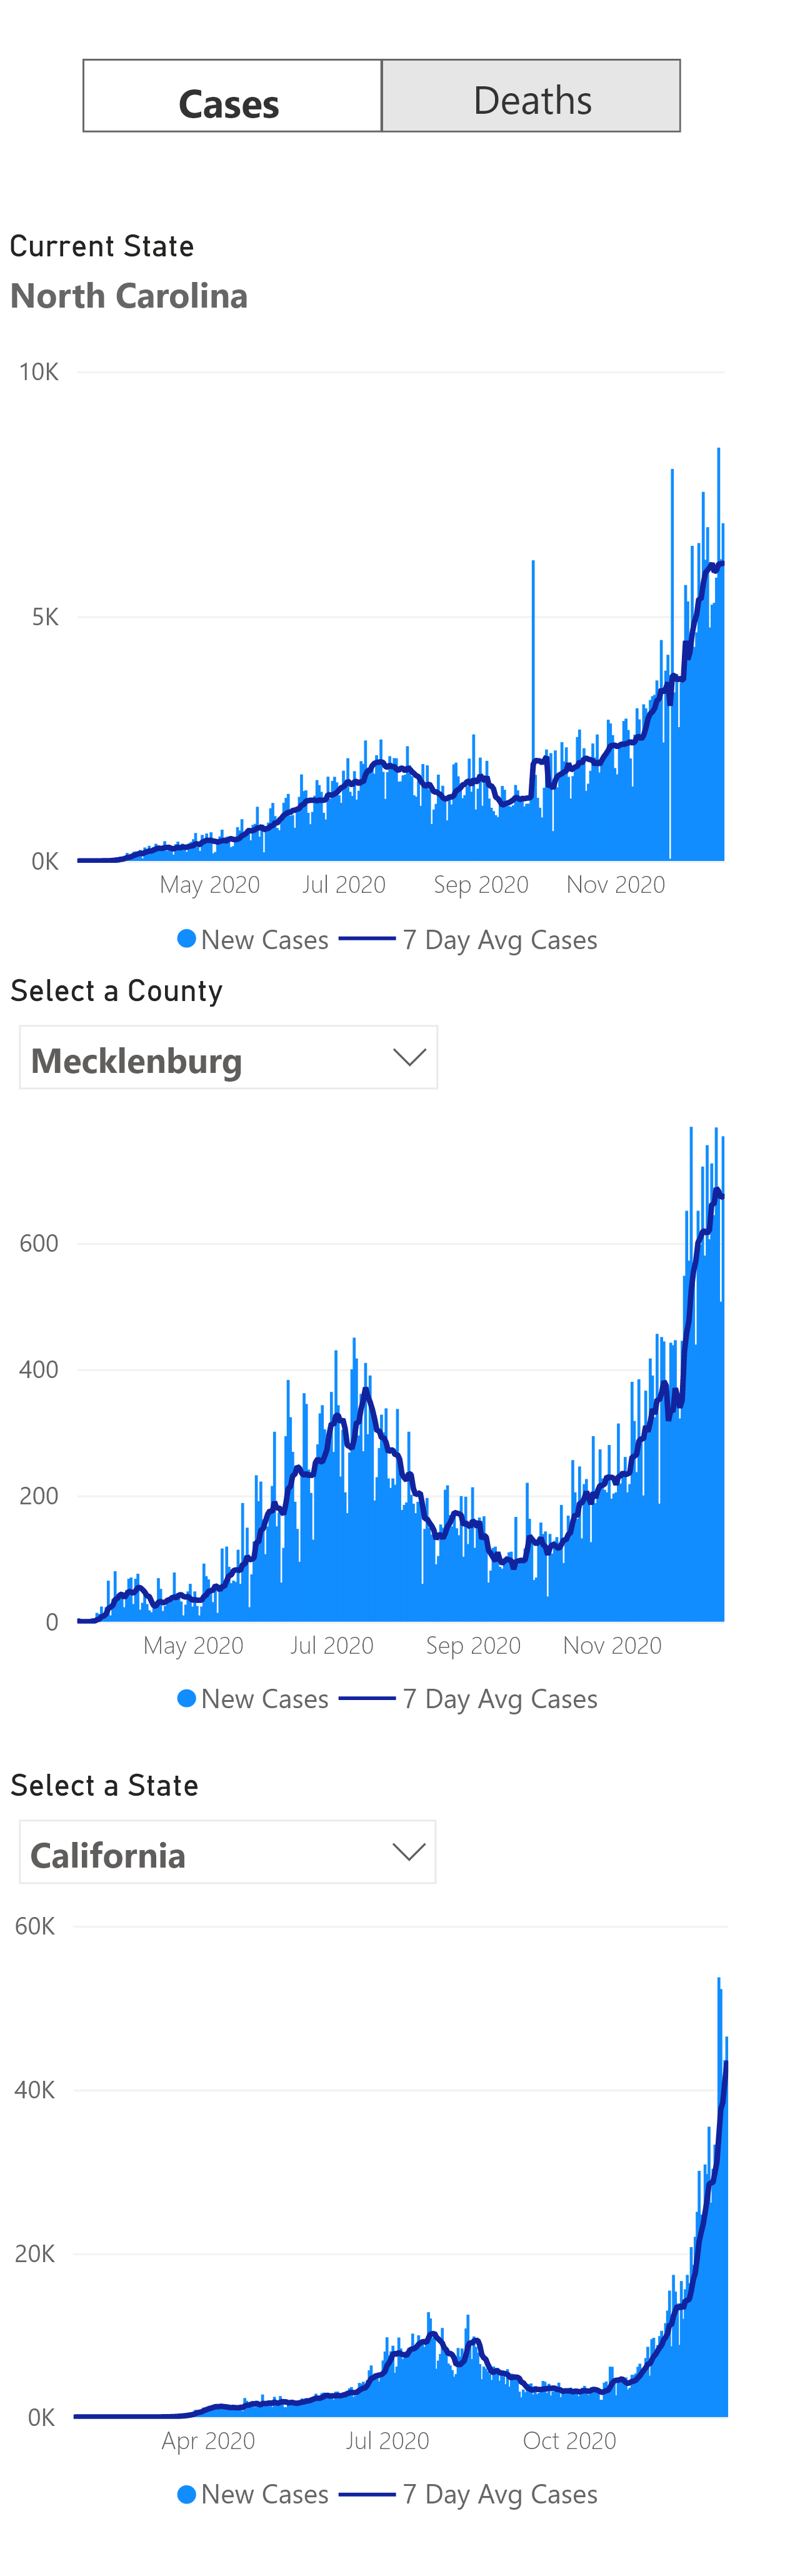 Cases Deaths
Current State
North Carolina
10K
5K
0K
May 2020 Jul 2020 Sep 2020 Nov 2020
New Cases 7 Day Avg Cases
Select a County
Mecklenburg
600
400
200
0
May 2020 Jul 2020 Sep 2020 Nov 2020
New Cases 7 Day Avg Cases
Select a State
California
60K
40K
20K
0K
Apr 2020 Jul 2020 Oct 2020
New Cases 7 Day Avg Cases